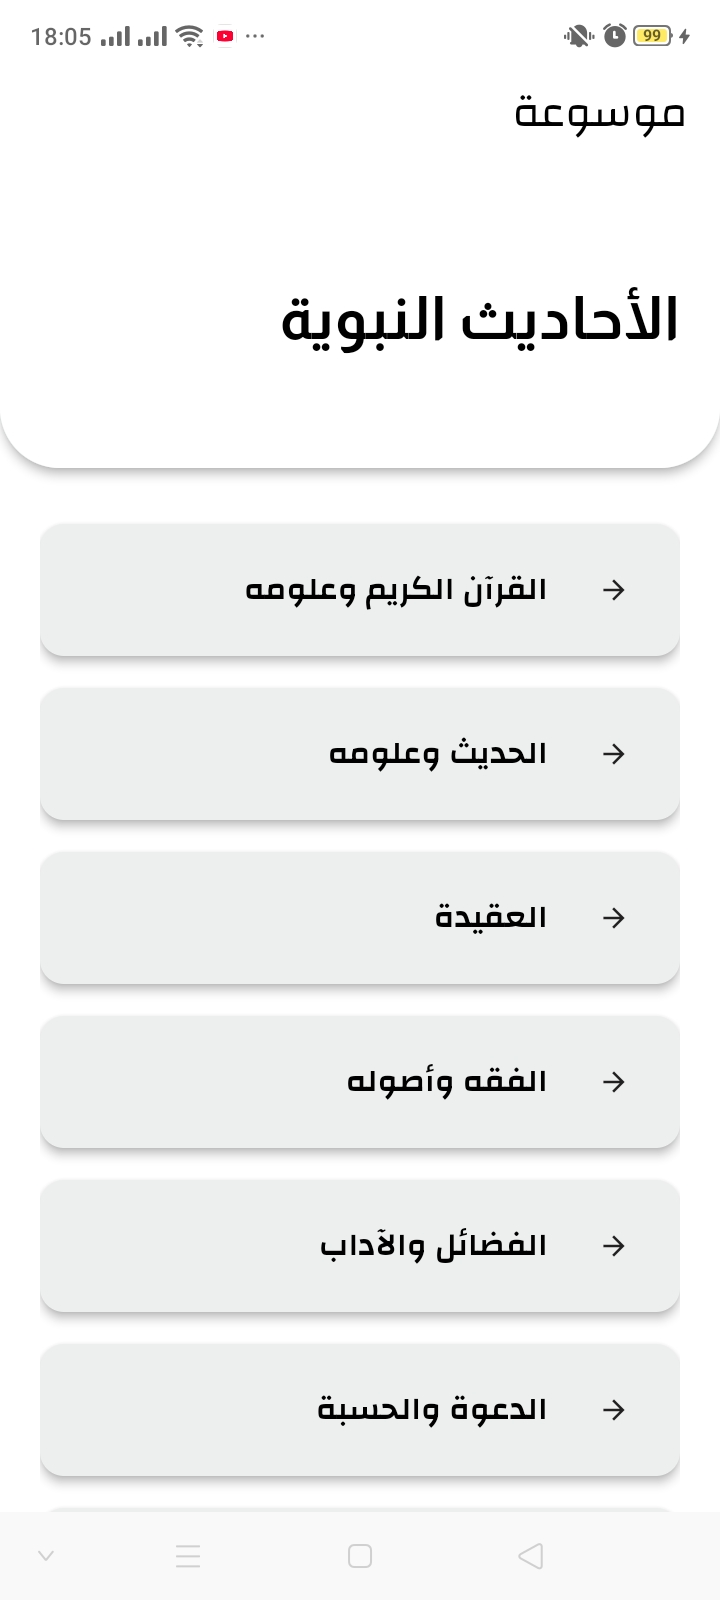 18:05
99
موسوعة
الأحاديث النبوية
القرآن الكريم وعلومه
الحديث وعلومه
العقيدة
الفقه وأصوله
الفضائل والآداب
الدعوة والحسبة